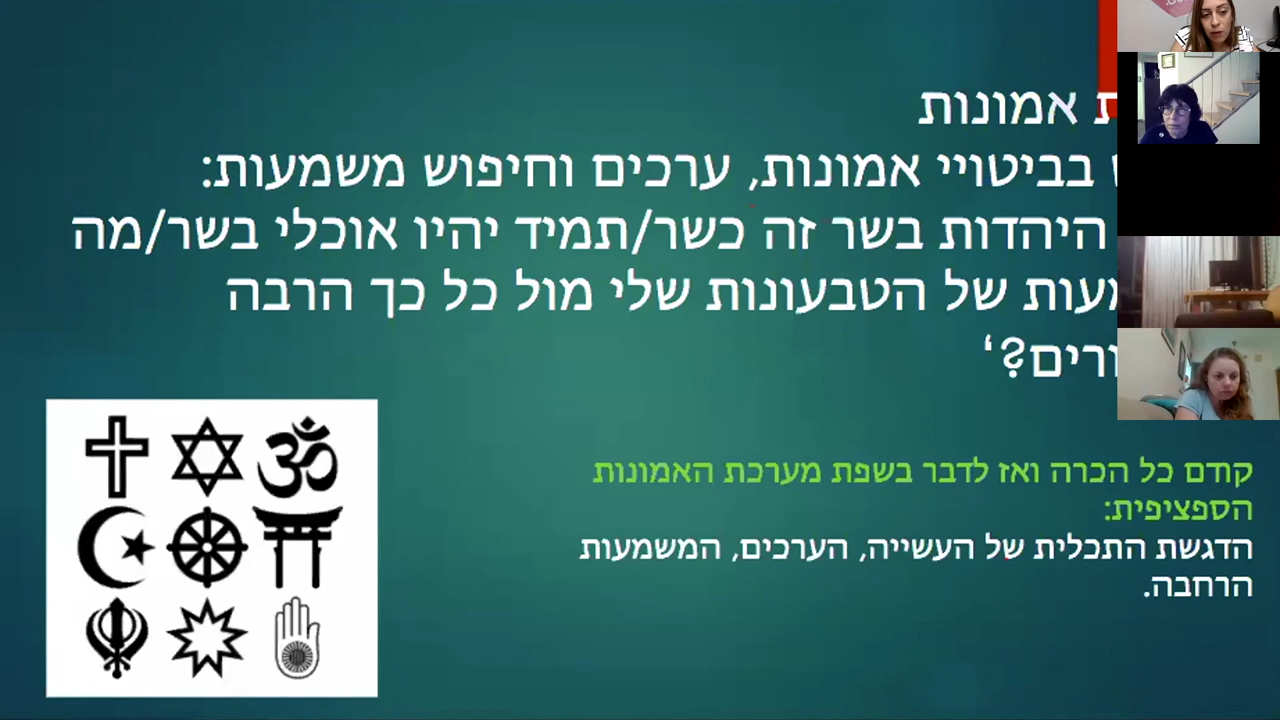 אמונות
בביטויי אמונות, ערכים וחיפוש משמעות:
היהדות בשר זה כשר/תמיד יהיו אוכלי בשר/מה
של הטבעונות שלי מול כל כך הרבה
קודם כל הכרה ואז לדבר בשפת מערכת האמונות
הספציפית:
הדגשת התכלית של העשייה, הערכים, המשמעות
הרחבה.